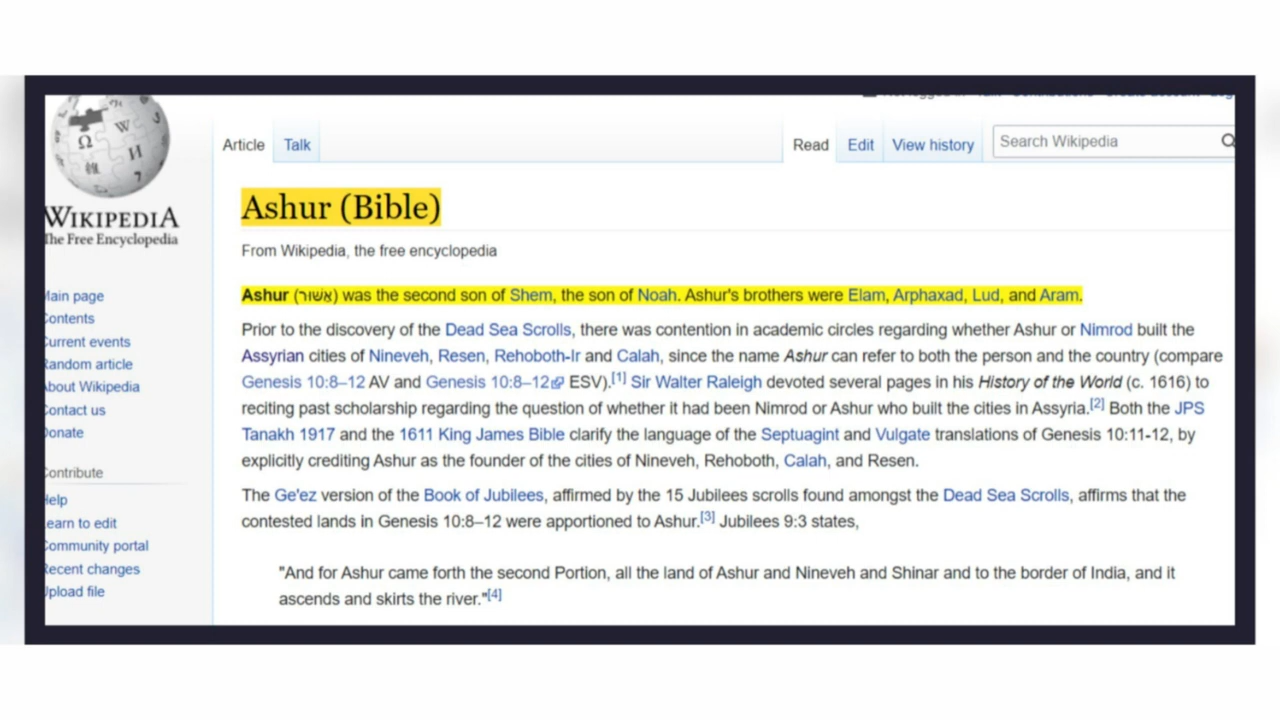 Article Talk Read Edit View history Search Wikipedia
WIKIPEDIA
The Free Encyclopedia
Ashur (Bible)
From Wikipedia, the free encyclopedia
Ashur (אַשּׁוּר) was the second son of Shem, the son of Noah. Ashur's brothers were Elam, Arphaxad, Lud, and Aram.
Prior to the discovery of the Dead Sea Scrolls, there was contention in academic circles regarding whether Ashur or Nimrod built the
Assyrian cities of Nineveh, Resen, Rehoboth-Ir and Calah, since the name Ashur can refer to both the person and the country (compare
Genesis 10:8–12 AV and Genesis 10:8–12 ESV).[1] Sir Walter Raleigh devoted several pages in his History of the World (c. 1616) to
reciting past scholarship regarding the question of whether it had been Nimrod or Ashur who built the cities in Assyria.[2] Both the JPS
Tanakh 1917 and the 1611 King James Bible clarify the language of the Septuagint and Vulgate translations of Genesis 10:11-12, by
explicitly crediting Ashur as the founder of the cities of Nineveh, Rehoboth, Calah, and Resen.
The Ge'ez version of the Book of Jubilees, affirmed by the 15 Jubilees scrolls found amongst the Dead Sea Scrolls, affirms that the
contested lands in Genesis 10:8–12 were apportioned to Ashur.[3] Jubilees 9:3 states,
"And for Ashur came forth the second Portion, all the land of Ashur and Nineveh and Shinar and to the border of India, and it
ascends and skirts the river."[4]
Main page
Contents
Current events
Random article
About Wikipedia
Contact us
Donate
Contribute
Help
Learn to edit
Community portal
Recent changes
Upload file